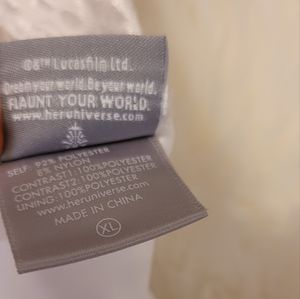 ©&™ Lucasfilm Ltd.
Dream your world. Be your world.
FLAUNT YOUR WORLD.
www.heruniverse.com
SELF: 92% POLYESTER
8% NYLON
CONTRAST1: 100% POLYESTER
CONTRAST2: 100% POLYESTER
LINING: 100% POLYESTER
www.heruniverse.com
MADE IN CHINA
XL